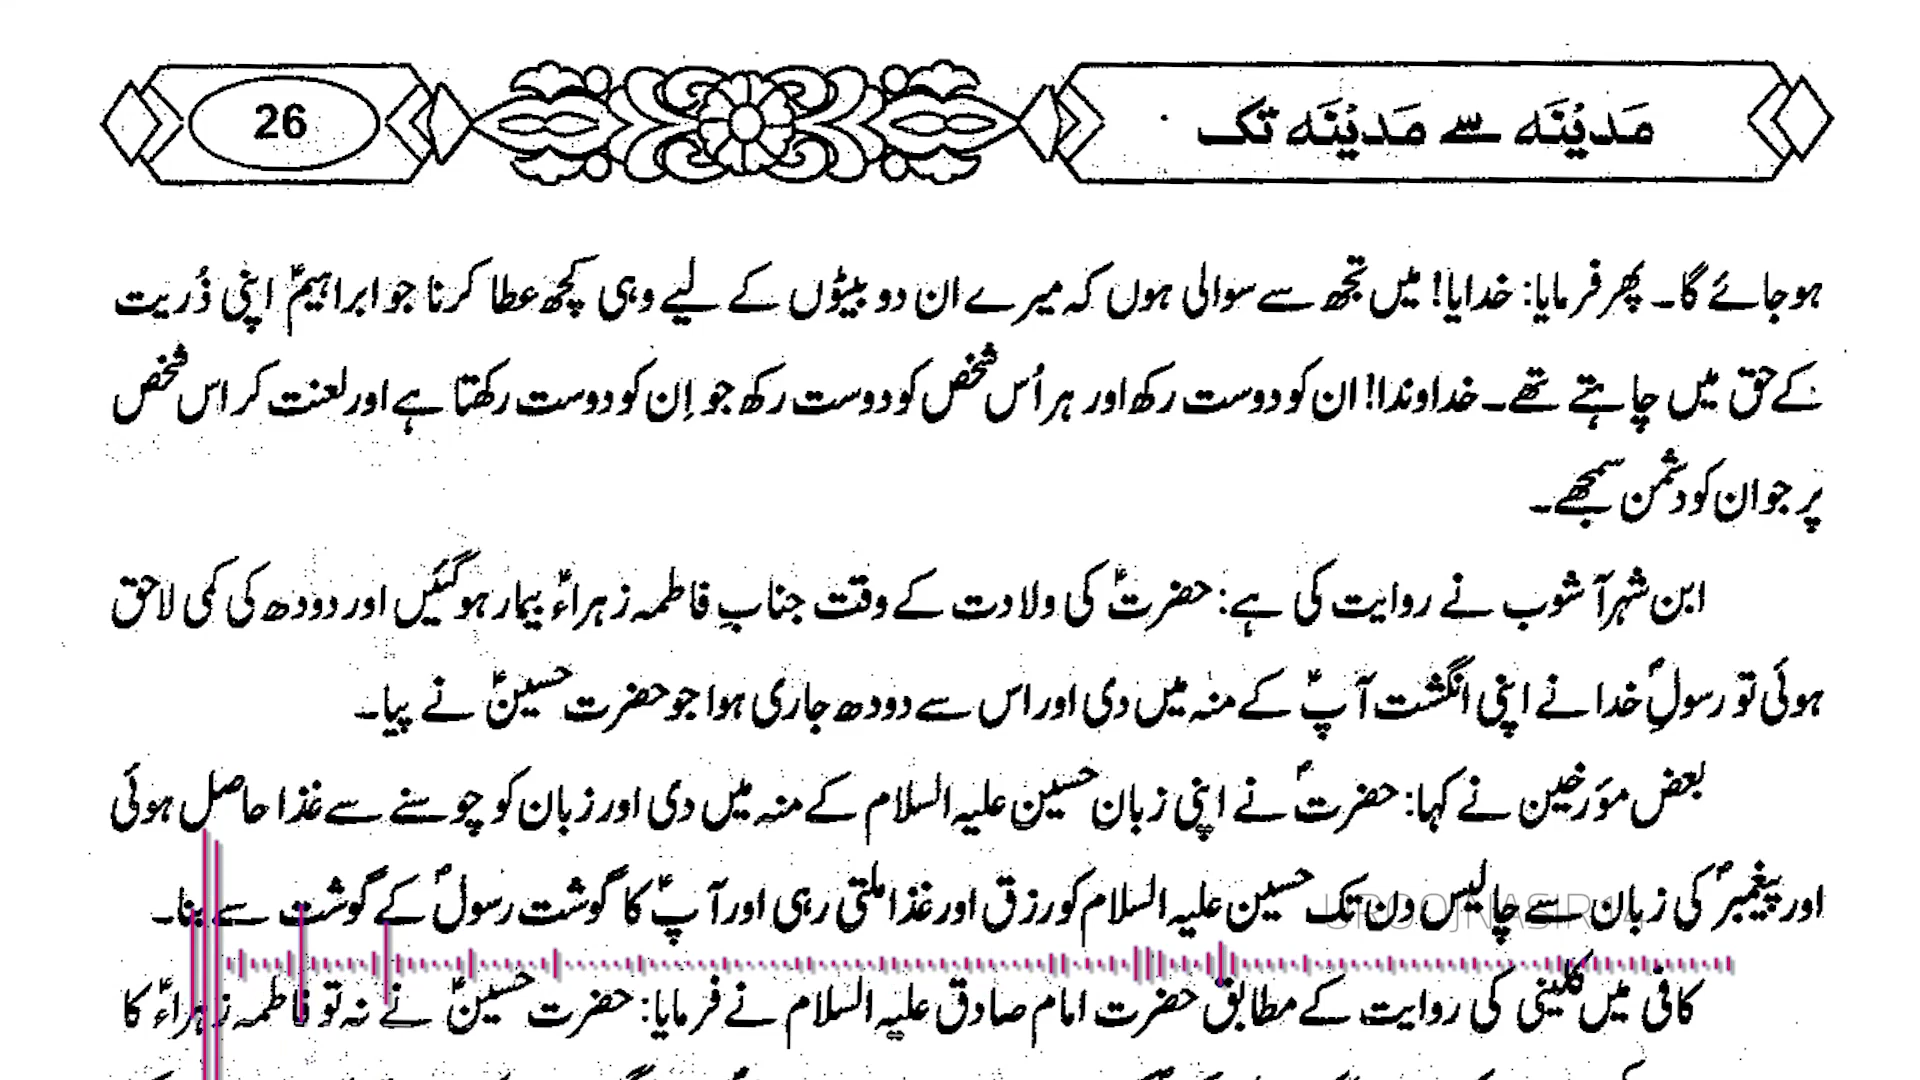 مَدیْنَہ سے مَدیْنَہ تک
26
ہو جائے گا۔ پھر فرمایا: خدایا! میں تجھ سے سوالی ہوں کہ میرے ان دو بیٹوں کے لیے وہی کچھ عطا کرنا جو ابراہیمؑ اپنی ذُریت
کے حق میں چاہتے تھے۔ خداوندا! ان کو دوست رکھ اور ہر اُس شخص کو دوست رکھ جو اِن کو دوست رکھتا ہے اور لعنت کر اس شخص
پر جو ان کو دشمن سمجھے۔
ابن شہر آشوب نے روایت کی ہے: حضرتؑ کی ولادت کے وقت جنابِ فاطمہ زہراءؑ بیمار ہوگئیں اور دودھ کی کمی لاحق
ہوئی تو رسولِؐ خدا نے اپنی انگشت آپؑ کے منہ میں دی اور اس سے دودھ جاری ہوا جو حضرت حسینؑ نے پیا۔
بعض مؤرخین نے کہا: حضرتؐ نے اپنی زبان حسین علیہ السلام کے منہ میں دی اور زبان کو چوسنے سے غذا حاصل ہوئی
اور پیغمبرؐ کی زبان سے چالیس دن تک حسین علیہ السلام کو رزق اور غذا ملتی رہی اور آپؑ کا گوشت رسولؐ کے گوشت سے بنا۔
کافی میں کلینی کی روایت کے مطابق حضرت امام صادق علیہ السلام نے فرمایا: حضرت حسینؑ نے نہ تو فاطمہ زہراءؑ کا